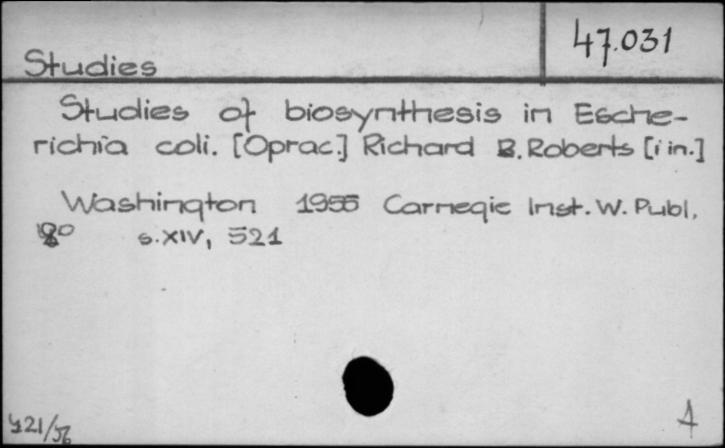 47.031
Studies
Studies of biosynthesis in Esche-
richia coli. [Oprac.] Richard B. Roberts [i in.]
Washington 1955 Carnegie Inst. W. Publ.
8° s. XIV, 521
421/56
A